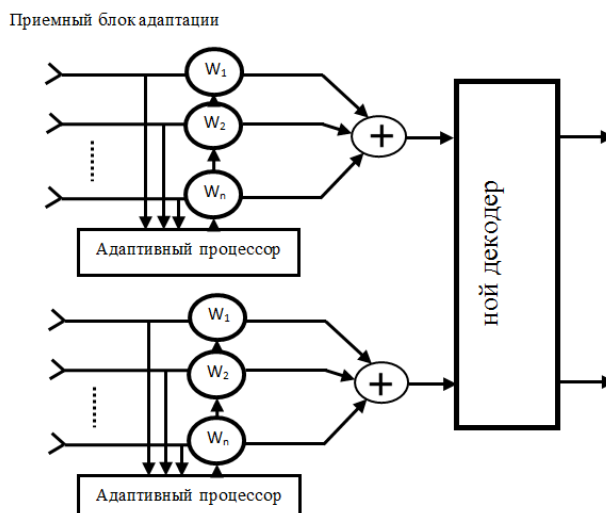 Приемный блок адаптации
W₁
W₂
Wₙ
+
Адаптивный процессор
ной декодер
W₁
W₂
Wₙ
+
Адаптивный процессор